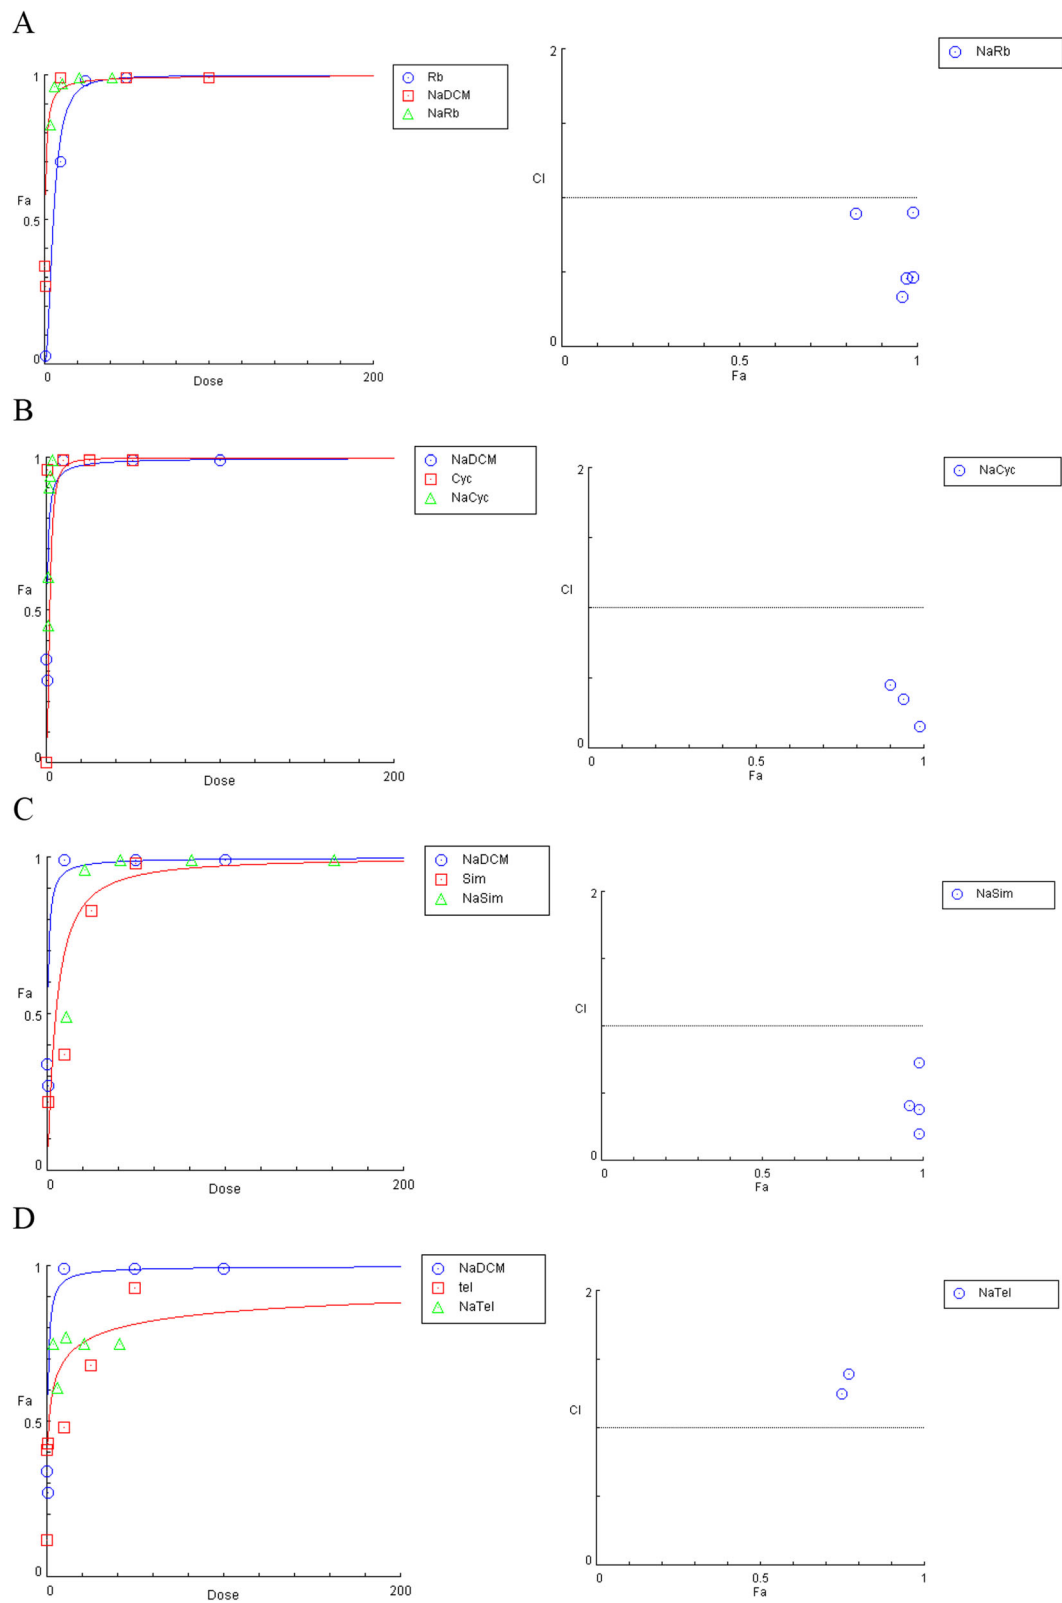 A
1
Fa
0.5
0
0
Dose
200
Rb
NaDCM
NaRb
2
CI
0
0
0.5
Fa
1
NaRb
B
1
Fa
0.5
0
0
Dose
200
NaDCM
Cyc
NaCyc
2
CI
0
0
0.5
Fa
1
NaCyc
C
1
Fa
0.5
0
0
Dose
200
NaDCM
Sim
NaSim
2
CI
0
0
0.5
Fa
1
NaSim
D
1
Fa
0.5
0
0
Dose
200
NaDCM
tel
NaTel
2
CI
0
0
0.5
Fa
1
NaTel